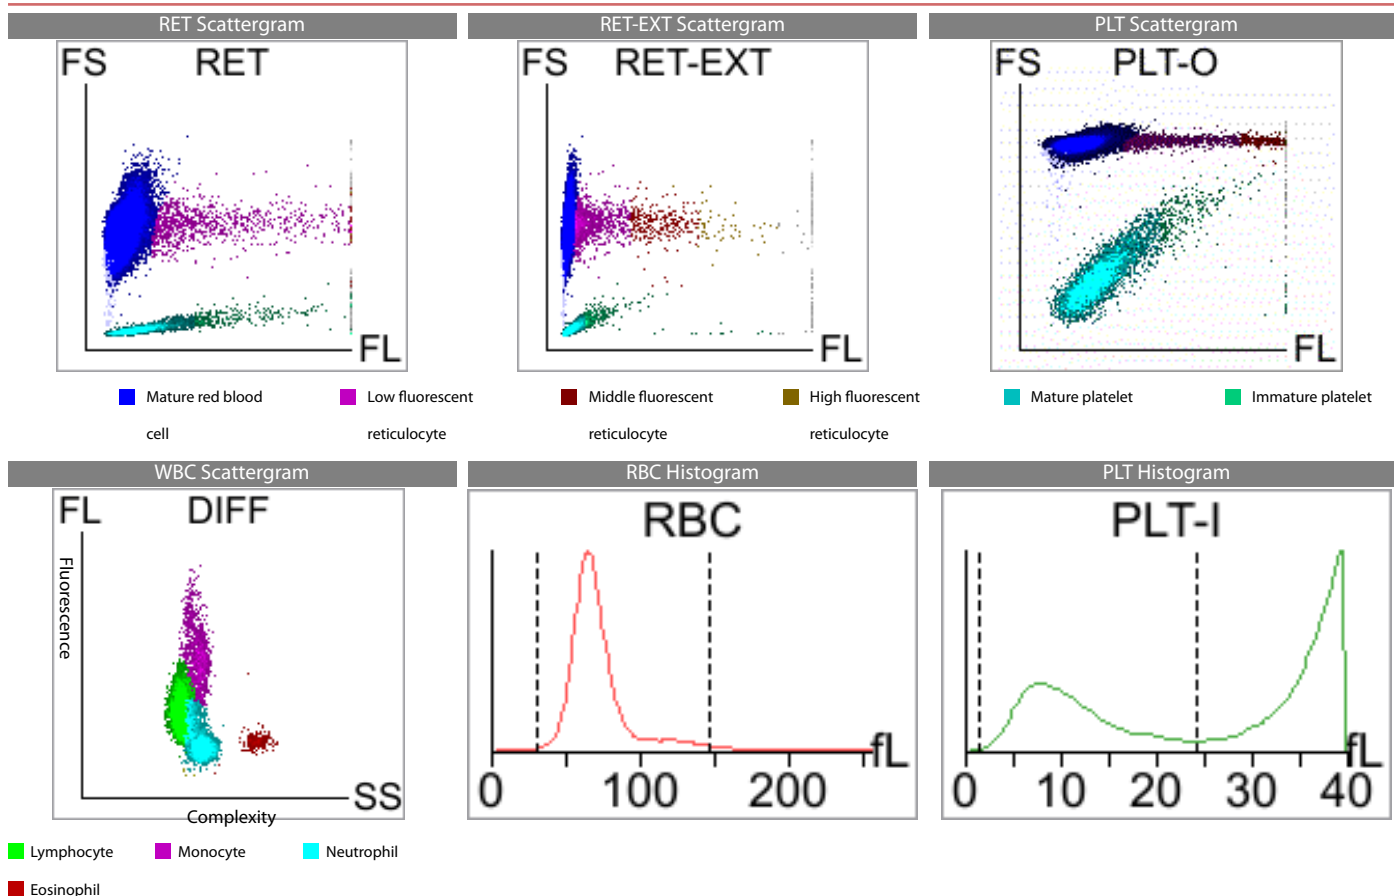 RET Scattergram
RET-EXT Scattergram
PLT Scattergram
FS RET
FL
FS RET-EXT
FL
FS PLT-O
FL
Mature red blood cell
Low fluorescent reticulocyte
Middle fluorescent reticulocyte
High fluorescent reticulocyte
Mature platelet
Immature platelet
WBC Scattergram
RBC Histogram
PLT Histogram
FL DIFF
Fluorescence
SS
Complexity
RBC
fL
0 100 200
PLT-I
fL
0 10 20 30 40
Lymphocyte
Monocyte
Neutrophil
Eosinophil